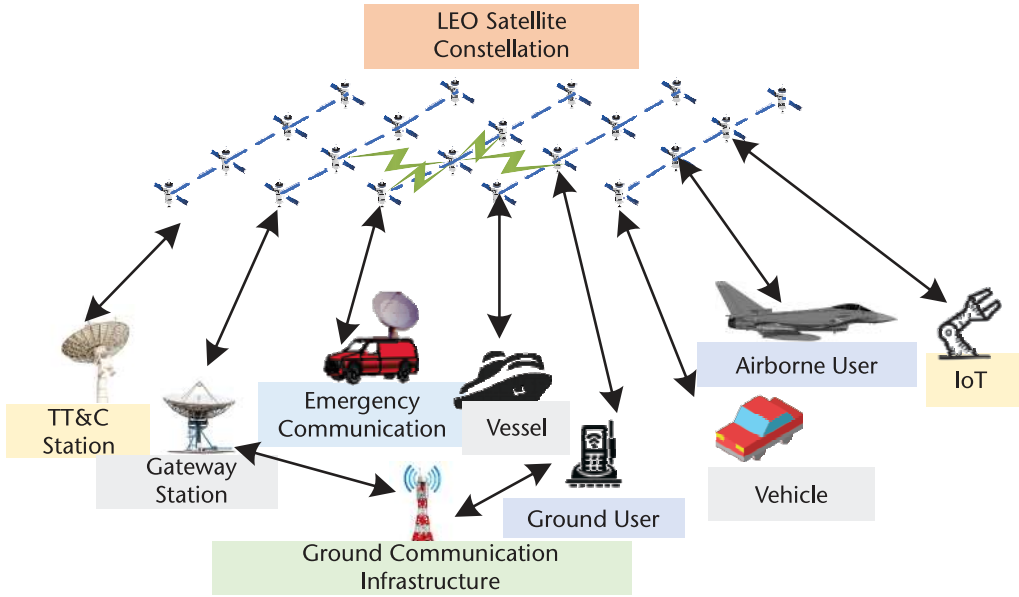 LEO Satellite
Constellation
TT&C
Station
Gateway
Station
Emergency
Communication
Vessel
Ground User
Airborne User
IoT
Vehicle
Ground Communication
Infrastructure